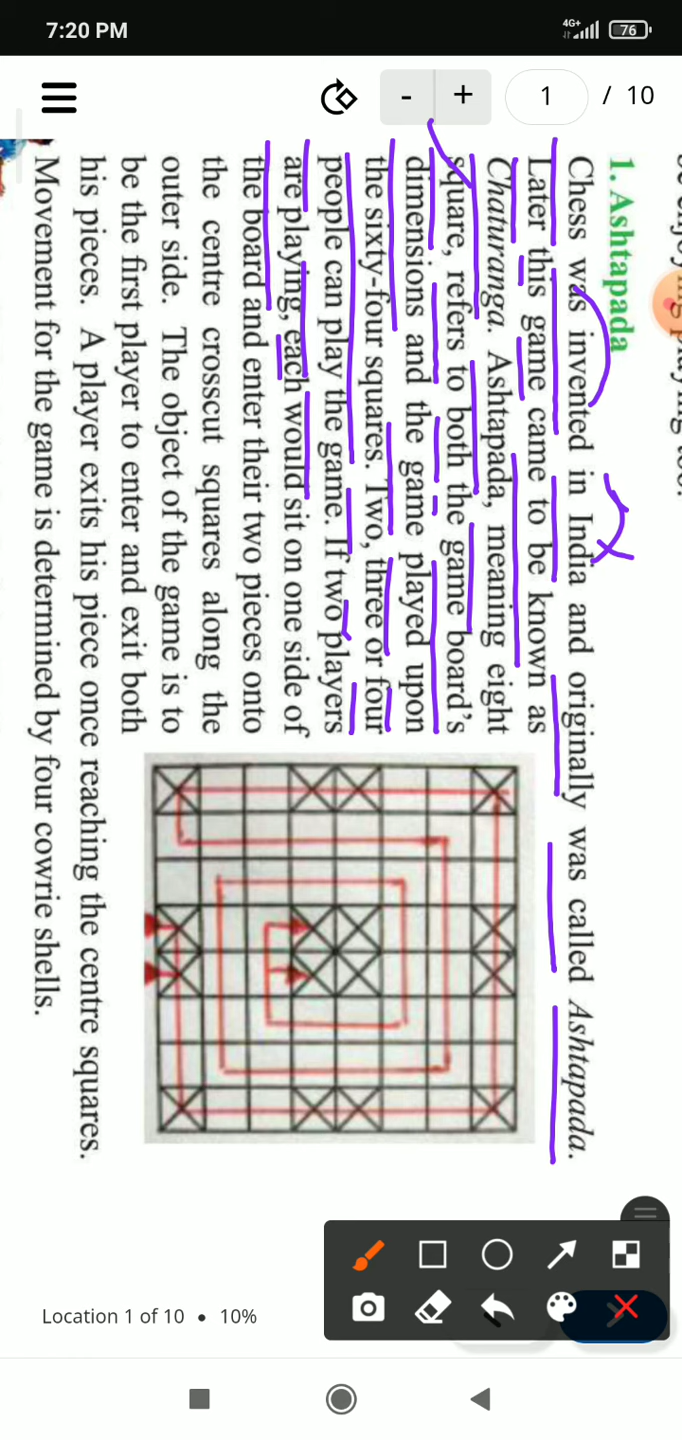 7:20 PM
4G+
76
-
+
1
/ 10
1. Ashtapada
Chess was invented in India and originally was called Ashtapada.
Later this game came to be known as
Chaturanga. Ashtapada, meaning eight
square, refers to both the game board's
dimensions and the game played upon
the sixty-four squares. Two, three or four
people can play the game. If two players
are playing, each would sit on one side of
the board and enter their two pieces onto
the centre crosscut squares along the
outer side. The object of the game is to
be the first player to enter and exit both
his pieces. A player exits his piece once reaching the centre squares.
Movement for the game is determined by four cowrie shells.
Location 1 of 10 • 10%